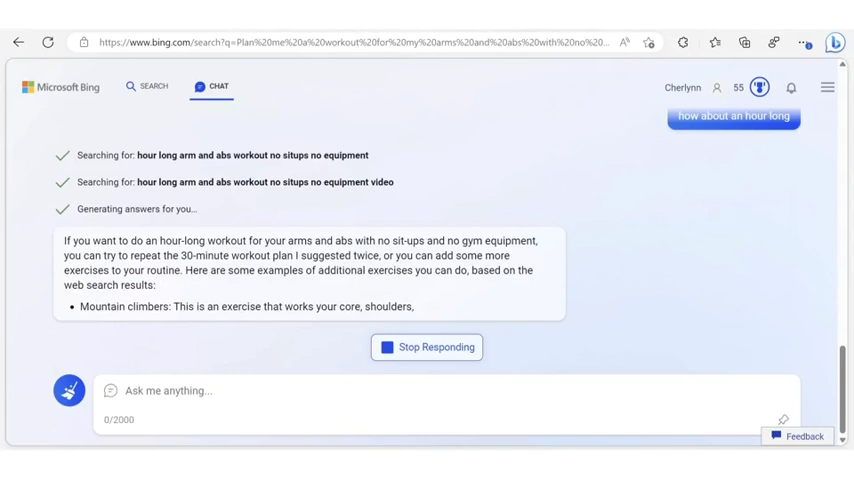 https://www.bing.com/search?q=Plan%20me%20a%20workout%20for%20my%20arms%20and%20abs%20with%20no%20...
Microsoft Bing
SEARCH
CHAT
Cherlynn
55
how about an hour long
Searching for: hour long arm and abs workout no situps no equipment
Searching for: hour long arm and abs workout no situps no equipment video
Generating answers for you...
If you want to do an hour-long workout for your arms and abs with no sit-ups and no gym equipment,
you can try to repeat the 30-minute workout plan I suggested twice, or you can add some more
exercises to your routine. Here are some examples of additional exercises you can do, based on the
web search results:
• Mountain climbers: This is an exercise that works your core, shoulders,
Stop Responding
Ask me anything...
0/2000
Feedback